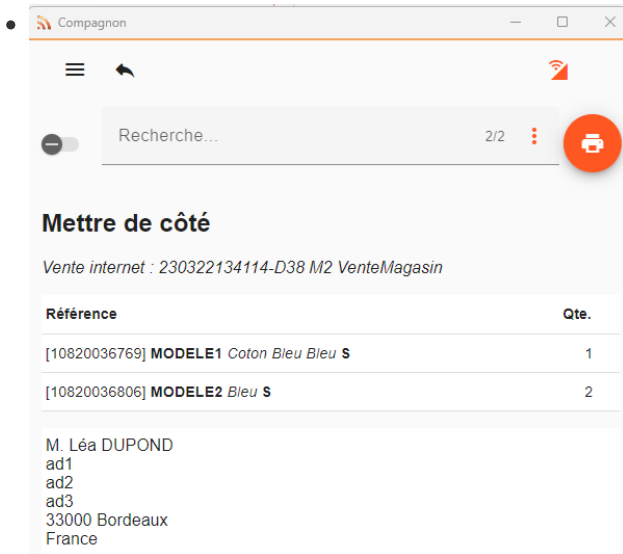 Compagnon
Recherche...
2/2
Mettre de côté
Vente internet : 230322134114-D38 M2 VenteMagasin
Référence Qte.
[10820036769] MODELE1 Coton Bleu Bleu S 1
[10820036806] MODELE2 Bleu S 2
M. Léa DUPOND
ad1
ad2
ad3
33000 Bordeaux
France